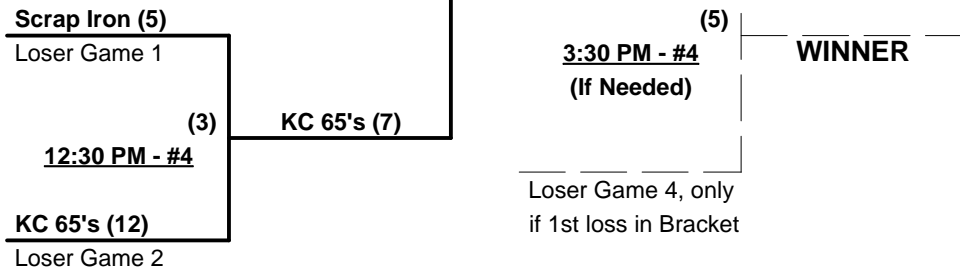 Scrap Iron (5)
Loser Game 1
(3)
12:30 PM - #4
KC 65's (12)
Loser Game 2
KC 65's (7)
(5)
3:30 PM - #4
(If Needed)
WINNER
Loser Game 4, only
if 1st loss in Bracket